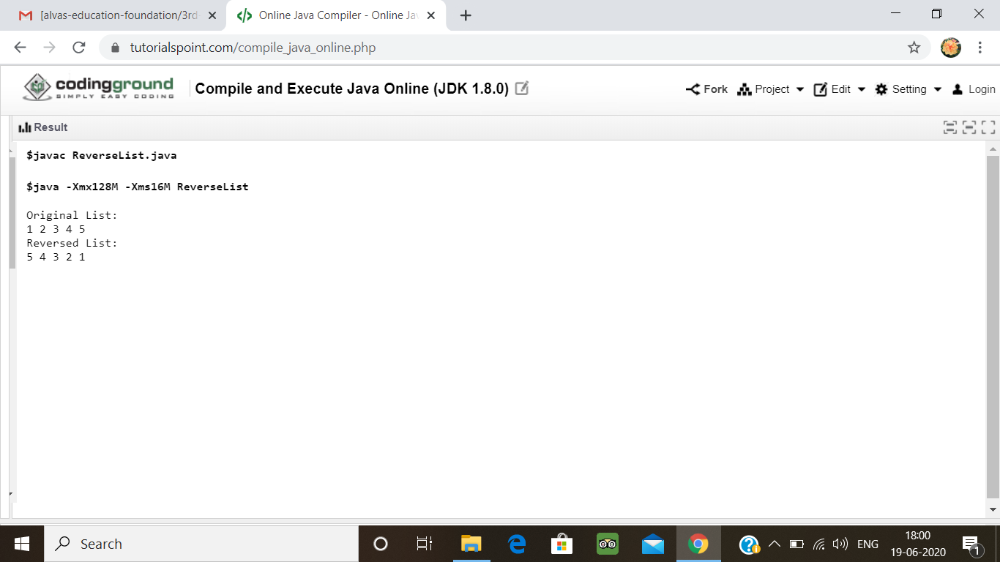 [alvas-education-foundation/3rd-
Online Java Compiler - Online Jav
tutorialspoint.com/compile_java_online.php
codingground
SIMPLY EASY CODING
Compile and Execute Java Online (JDK 1.8.0)
Fork
Project
Edit
Setting
Login
Result
$javac ReverseList.java
$java -Xmx128M -Xms16M ReverseList
Original List:
1 2 3 4 5
Reversed List:
5 4 3 2 1
Search
ENG
18:00
19-06-2020
1